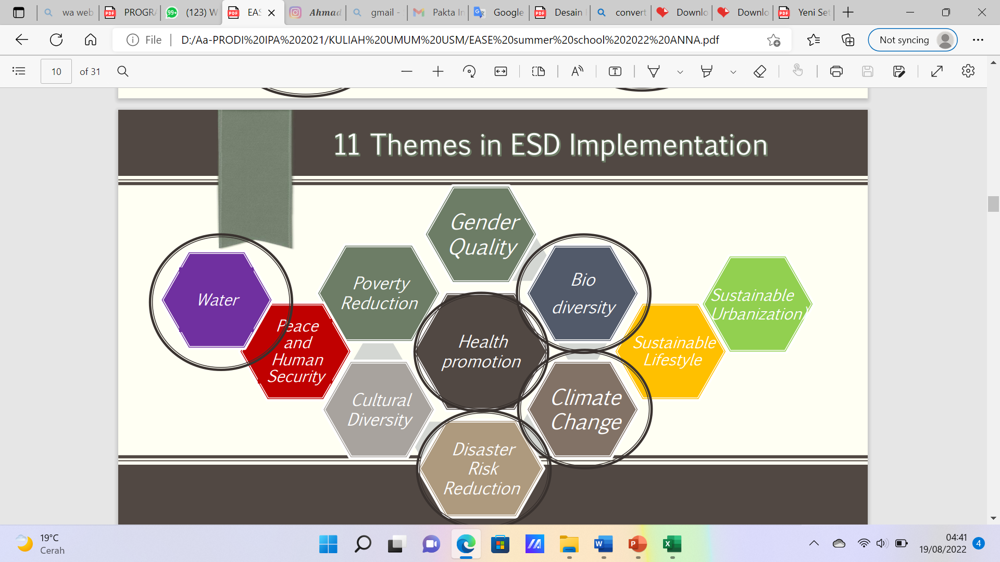 wa web
PROGRA
(123) W
EAS
Ahmad
gmail -
Pakta In
Google
Desain
convert
Downlo
Downlo
Yeni Set
File
D:/Aa-PRODI%20IPA%202021/KULIAH%20UMUM%20USM/EASE%20summer%20school%202022%20ANNA.pdf
Not syncing
10 of 31
11 Themes in ESD Implementation
Gender
Quality
Water
Poverty
Reduction
Bio
diversity
Sustainable
Urbanization)
Peace
and
Human
Security
Health
promotion
Sustainable
Lifestyle
Cultural
Diversity
Climate
Change
Disaster
Risk
Reduction
19°C
Cerah
04:41
19/08/2022
4